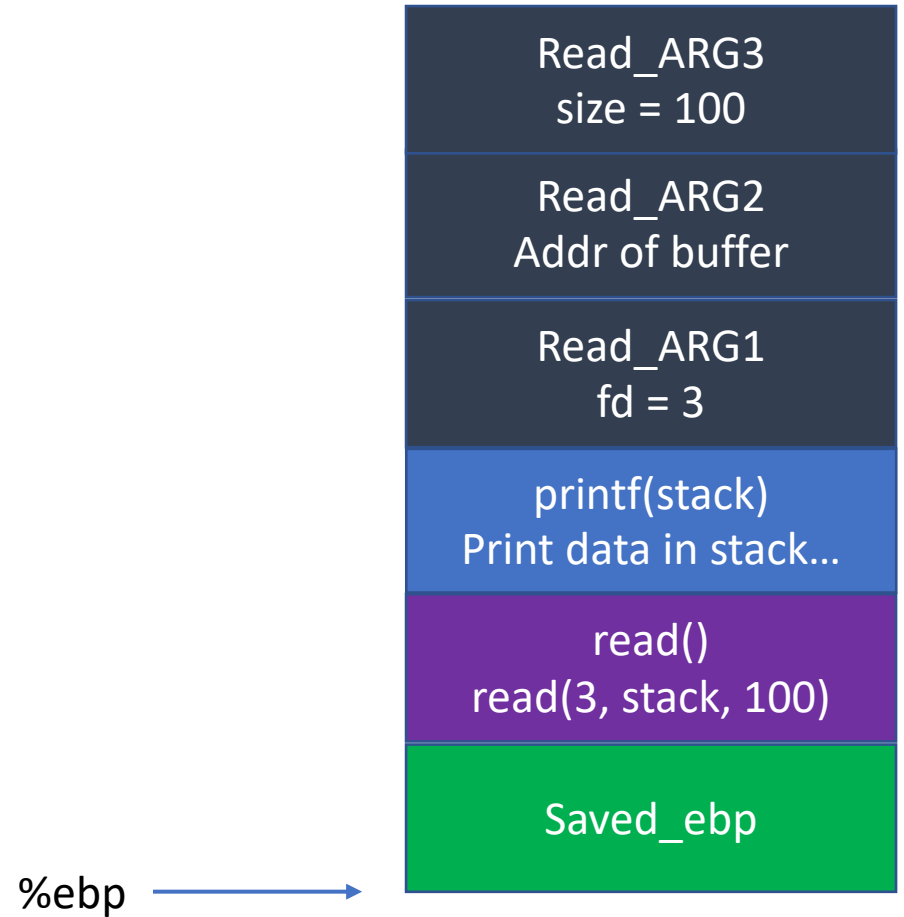 Read_ARG3
size = 100
Read_ARG2
Addr of buffer
Read_ARG1
fd = 3
printf(stack)
Print data in stack…
read()
read(3, stack, 100)
Saved_ebp
%ebp